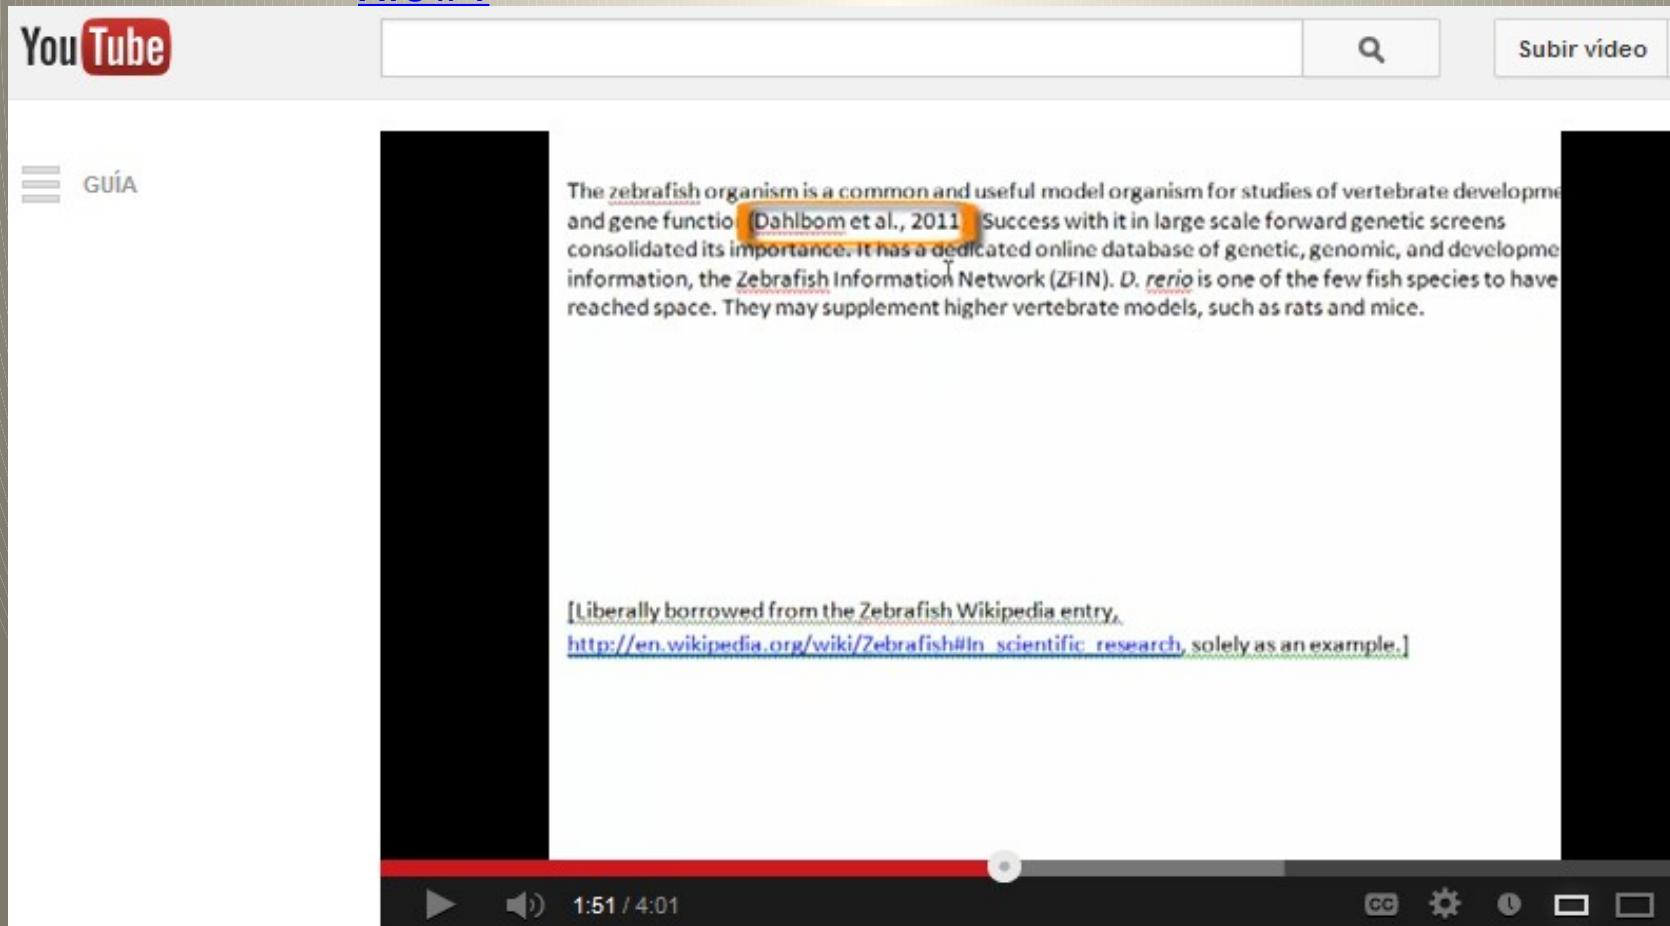 YouTube
Subir vídeo
GUÍA
The zebrafish organism is a common and useful model organism for studies of vertebrate developme
and gene functio (Dahlbom et al., 2011 Success with it in large scale forward genetic screens
consolidated its importance. It has a dedicated online database of genetic, genomic, and developme
information, the Zebrafish Information Network (ZFIN). D. rerio is one of the few fish species to have
reached space. They may supplement higher vertebrate models, such as rats and mice.
[Liberally borrowed from the Zebrafish Wikipedia entry,
http://en.wikipedia.org/wiki/Zebrafish#In_scientific_research, solely as an example.]
1:51 / 4:01
CC